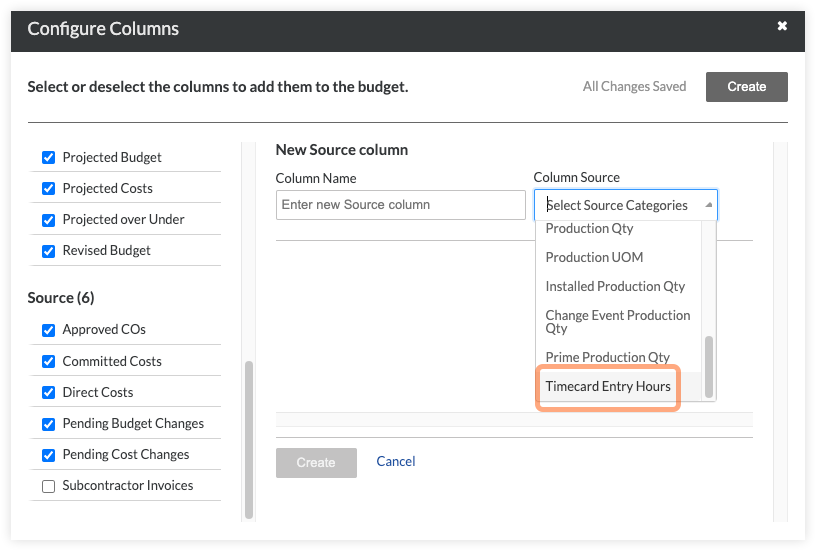 Configure Columns
Select or deselect the columns to add them to the budget.
All Changes Saved
Create
Projected Budget
Projected Costs
Projected over Under
Revised Budget
Source (6)
Approved COs
Committed Costs
Direct Costs
Pending Budget Changes
Pending Cost Changes
Subcontractor Invoices
New Source column
Column Name
Enter new Source column
Column Source
Select Source Categories
Production Qty
Production UOM
Installed Production Qty
Change Event Production
Qty
Prime Production Qty
Timecard Entry Hours
Create
Cancel